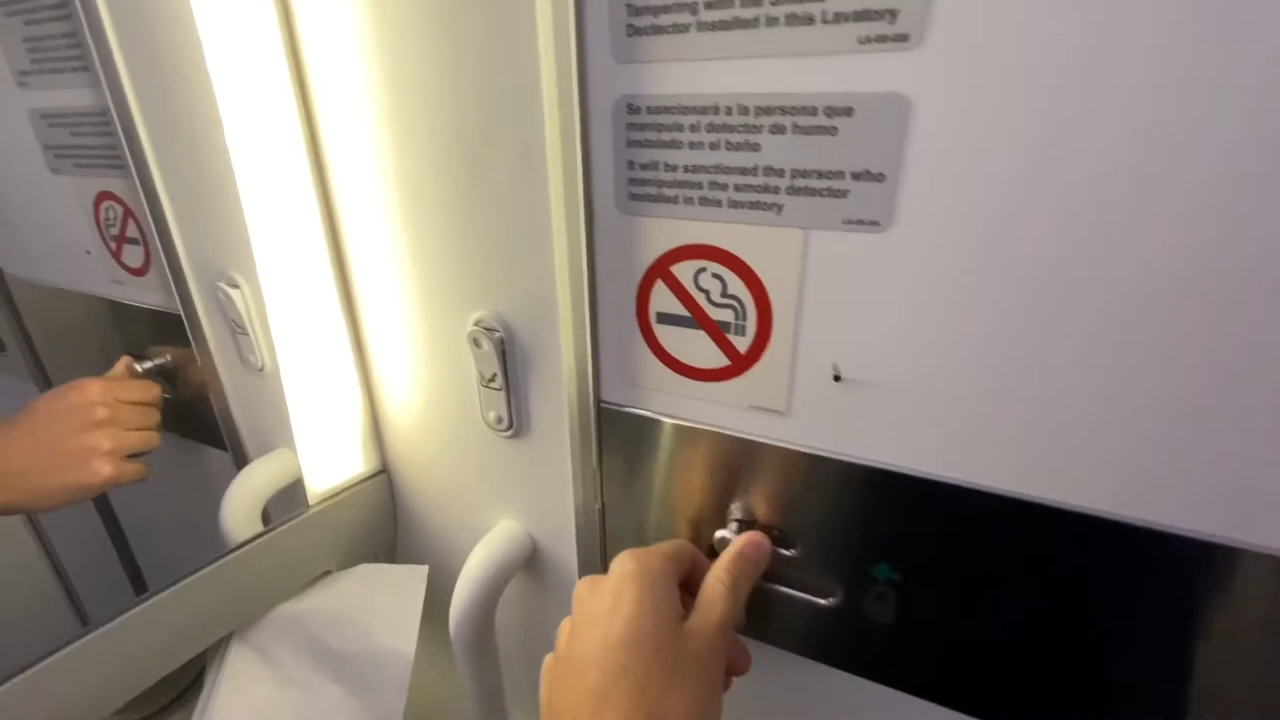 Tampering with the Smoke
Dectector Installed in this Lavatory
Se sancionará a la persona que
manipule el detector de humo
instalado en el baño
It will be sanctioned the person who
manipulates the smoke detector
installed in this lavatory